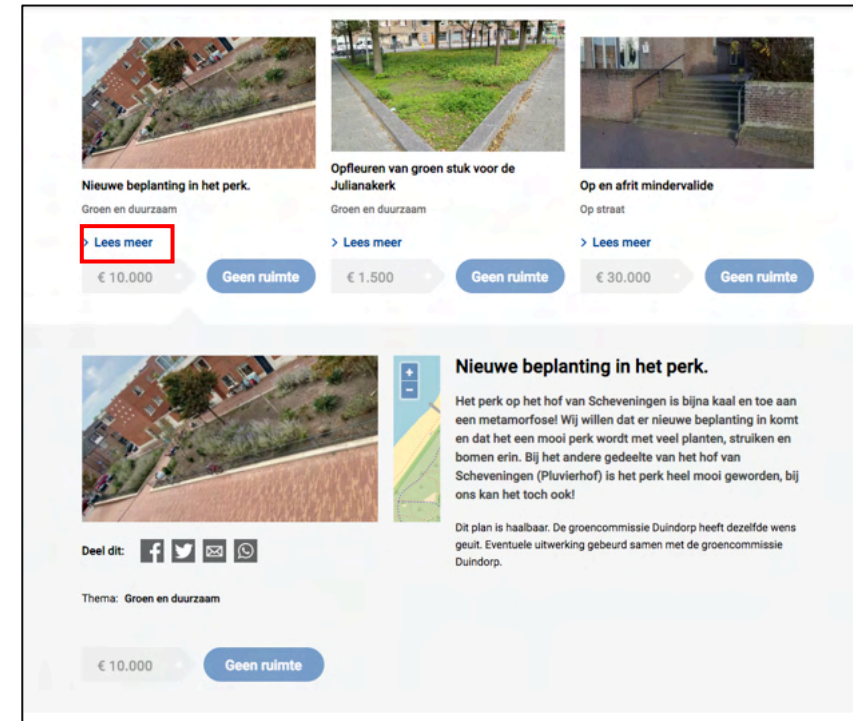 Nieuwe beplanting in het perk.
Groen en duurzaam
> Lees meer
€ 10.000
Geen ruimte
Opfleuren van groen stuk voor de
Julianakerk
Groen en duurzaam
> Lees meer
€ 1.500
Geen ruimte
Op en afrit mindervalide
Op straat
> Lees meer
€ 30.000
Geen ruimte
+
−
Deel dit:
Thema: Groen en duurzaam
€ 10.000
Geen ruimte
Nieuwe beplanting in het perk.
Het perk op het hof van Scheveningen is bijna kaal en toe aan
een metamorfose! Wij willen dat er nieuwe beplanting in komt
en dat het een mooi perk wordt met veel planten, struiken en
bomen erin. Bij het andere gedeelte van het hof van
Scheveningen (Pluvierhof) is het perk heel mooi geworden, bij
ons kan het toch ook!
Dit plan is haalbaar. De groencommissie Duindorp heeft dezelfde wens
geuit. Eventuele uitwerking gebeurd samen met de groencommissie
Duindorp.